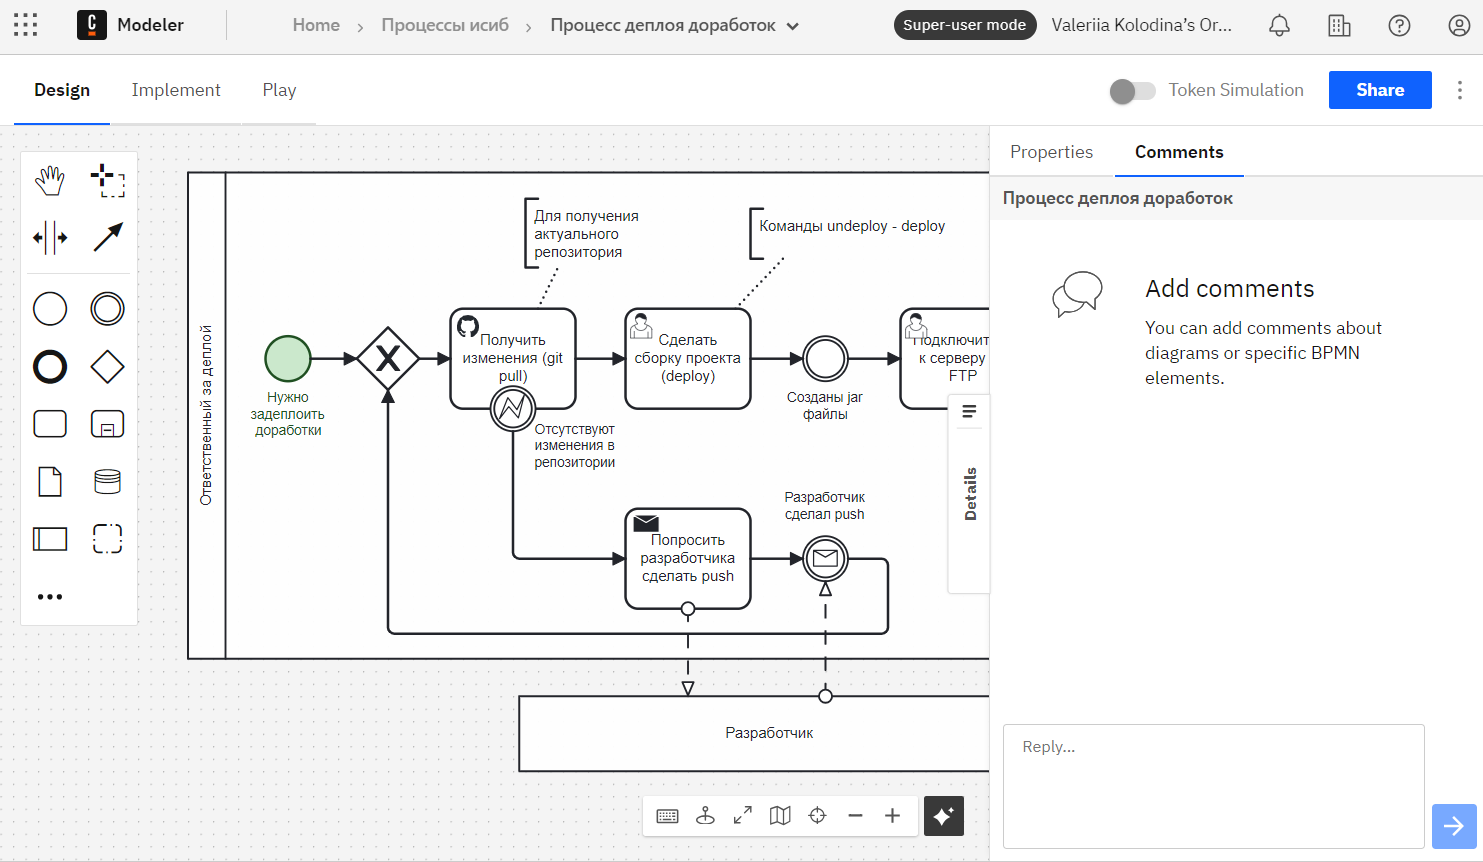 Modeler
Home
Процессы исиб
Процесс деплоя доработок
Super-user mode
Valeriia Kolodina’s Or...
Design
Implement
Play
Token Simulation
Share
Properties
Comments
Процесс деплоя доработок
Add comments
You can add comments about
diagrams or specific BPMN
elements.
Reply...
Details
Ответственный за деплой
Для получения
актуального
репозитория
Команды undeploy - deploy
Нужно
задеплоить
доработки
Получить
изменения (git
pull)
Отсутствуют
изменения в
репозитории
Сделать
сборку проекта
(deploy)
Созданы jar
файлы
Подключит
к серверу
FTP
Попросить
разработчика
сделать push
Разработчик
сделал push
Разработчик